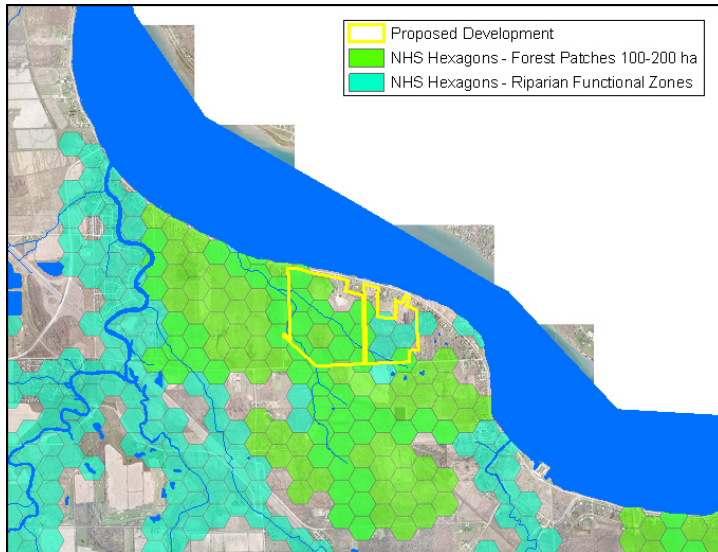 Proposed Development
NHS Hexagons - Forest Patches 100-200 ha
NHS Hexagons - Riparian Functional Zones